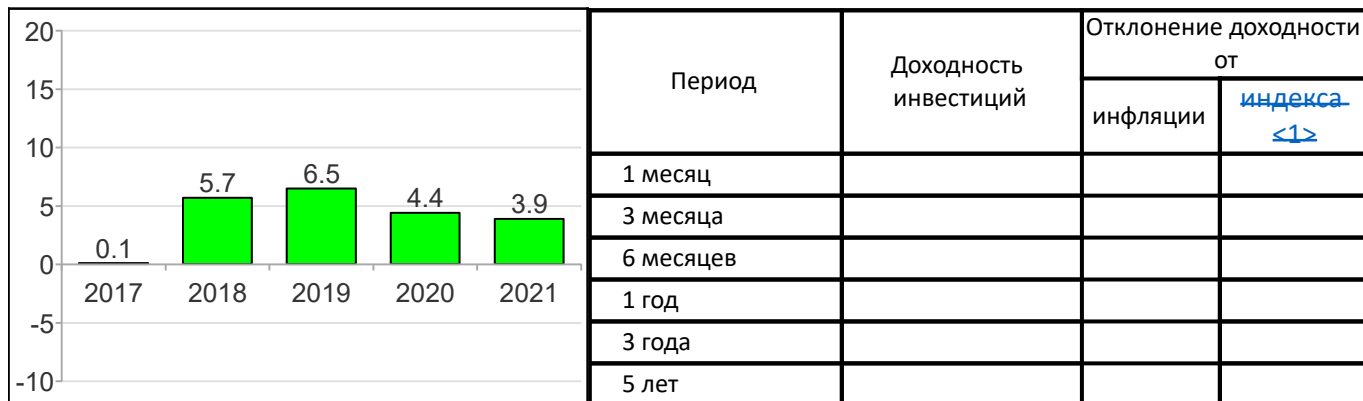 20
15
10
5
0
-5
-10
0.1
5.7
6.5
4.4
3.9
2017 2018 2019 2020 2021
Период
Доходность
инвестиций
Отклонение доходности
от
инфляции
индекса
<1>
1 месяц
3 месяца
6 месяцев
1 год
3 года
5 лет